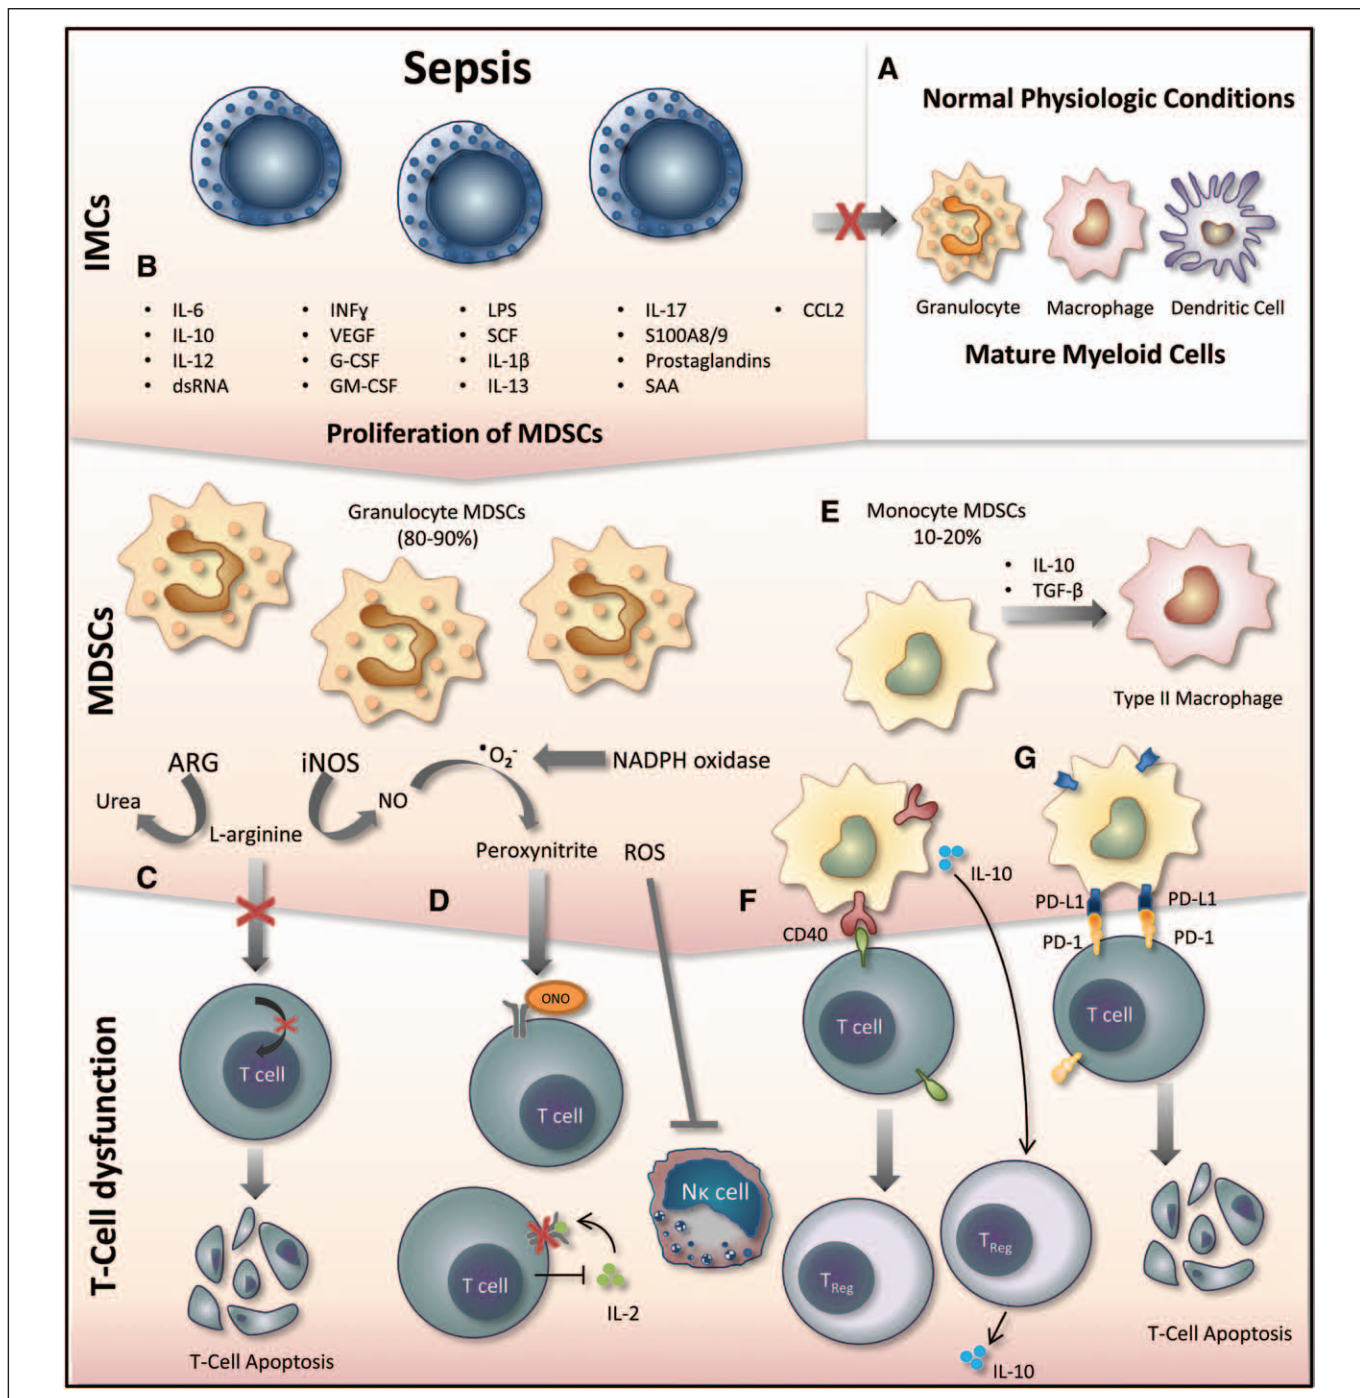 Sepsis
A
Normal Physiologic Conditions
IMCs
Granulocyte
Macrophage
Dendritic Cell
Mature Myeloid Cells
B
• IL-6
• IL-10
• IL-12
• dsRNA
• INFɣ
• VEGF
• G-CSF
• GM-CSF
• LPS
• SCF
• IL-1β
• IL-13
• IL-17
• S100A8/9
• Prostaglandins
• SAA
• CCL2
Proliferation of MDSCs
MDSCs
Granulocyte MDSCs
(80-90%)
E
Monocyte MDSCs
10-20%
• IL-10
• TGF-β
Type II Macrophage
ARG
Urea
L-arginine
iNOS
NO
•O₂⁻
NADPH oxidase
Peroxynitrite
ROS
C
D
F
G
IL-10
CD40
PD-L1
PD-L1
PD-1
PD-1
T-Cell dysfunction
T cell
T-Cell Apoptosis
ONO
T cell
T cell
IL-2
Nκ cell
T cell
TReg
TReg
IL-10
T cell
T-Cell Apoptosis